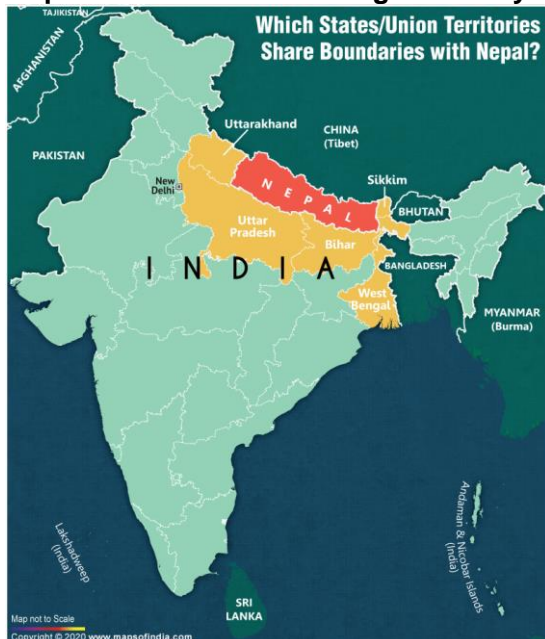 TAJIKISTAN
AFGHANISTAN
Which States/Union Territories
Share Boundaries with Nepal?
Uttarakhand
CHINA
(Tibet)
PAKISTAN
New
Delhi
NEPAL
Sikkim
BHUTAN
Uttar
Pradesh
Bihar
INDIA
BANGLADESH
West
Bengal
MYANMAR
(Burma)
Lakshadweep
(India)
Andaman & Nicobar Islands
(India)
SRI
LANKA
Map not to Scale
Copyright © 2020 www.mapsofindia.com